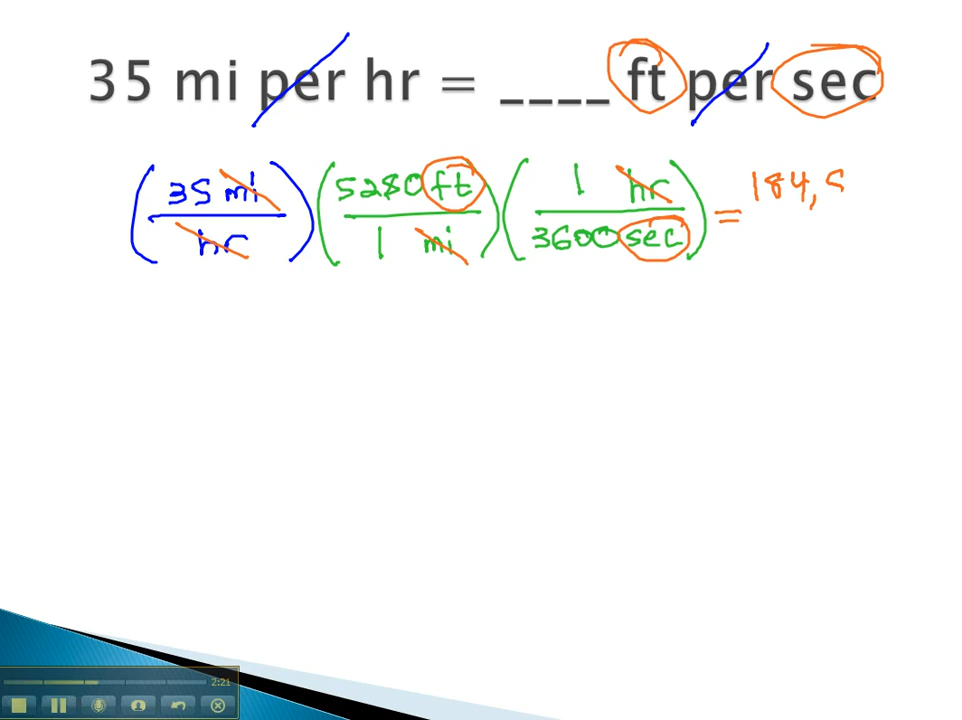 35 mi per hr = ____ ft per sec
(35 mi / hr) (5280 ft / 1 mi) (1 hr / 3600 sec) = 184,
2:21